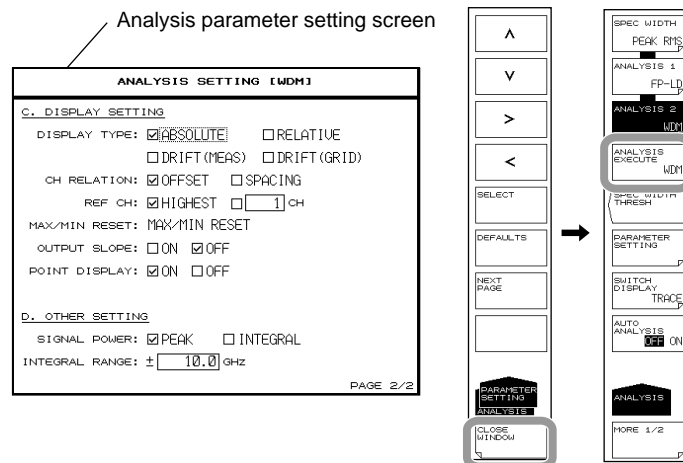 Analysis parameter setting screen
ANALYSIS SETTING [WDM]
C. DISPLAY SETTING
DISPLAY TYPE: ☑ABSOLUTE □RELATIVE
□DRIFT(MEAS) □DRIFT(GRID)
CH RELATION: ☑OFFSET □SPACING
REF CH: ☑HIGHEST □ 1 CH
MAX/MIN RESET: MAX/MIN RESET
OUTPUT SLOPE: □ON ☑OFF
POINT DISPLAY: ☑ON □OFF
D. OTHER SETTING
SIGNAL POWER: ☑PEAK □INTEGRAL
INTEGRAL RANGE: ± 10.0 GHz
PAGE 2/2
∧
∨
>
<
SELECT
DEFAULTS
NEXT
PAGE
PARAMETER
SETTING
ANALYSIS
CLOSE
WINDOW
SPEC WIDTH
PEAK RMS
ANALYSIS 1
FP-LD
ANALYSIS 2
WDM
ANALYSIS
EXECUTE
WDM
SPEC WIDTH
THRESH
PARAMETER
SETTING
SWITCH
DISPLAY
TRACE
AUTO
ANALYSIS
OFF ON
ANALYSIS
MORE 1/2